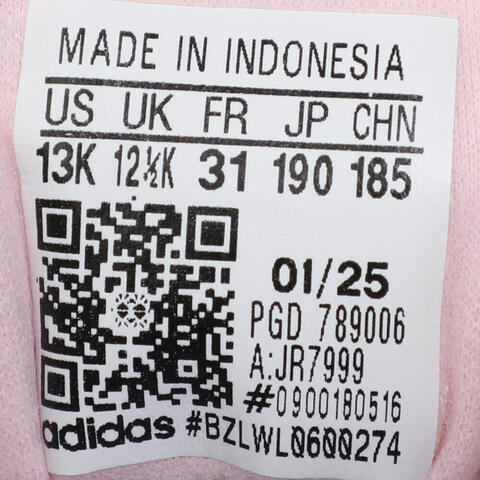 MADE IN INDONESIA
US UK FR JP CHN
13K 12½K 31 190 185
01/25
PGD 789006
A:JR7999
#0900180516
adidas #BZLWL0600274